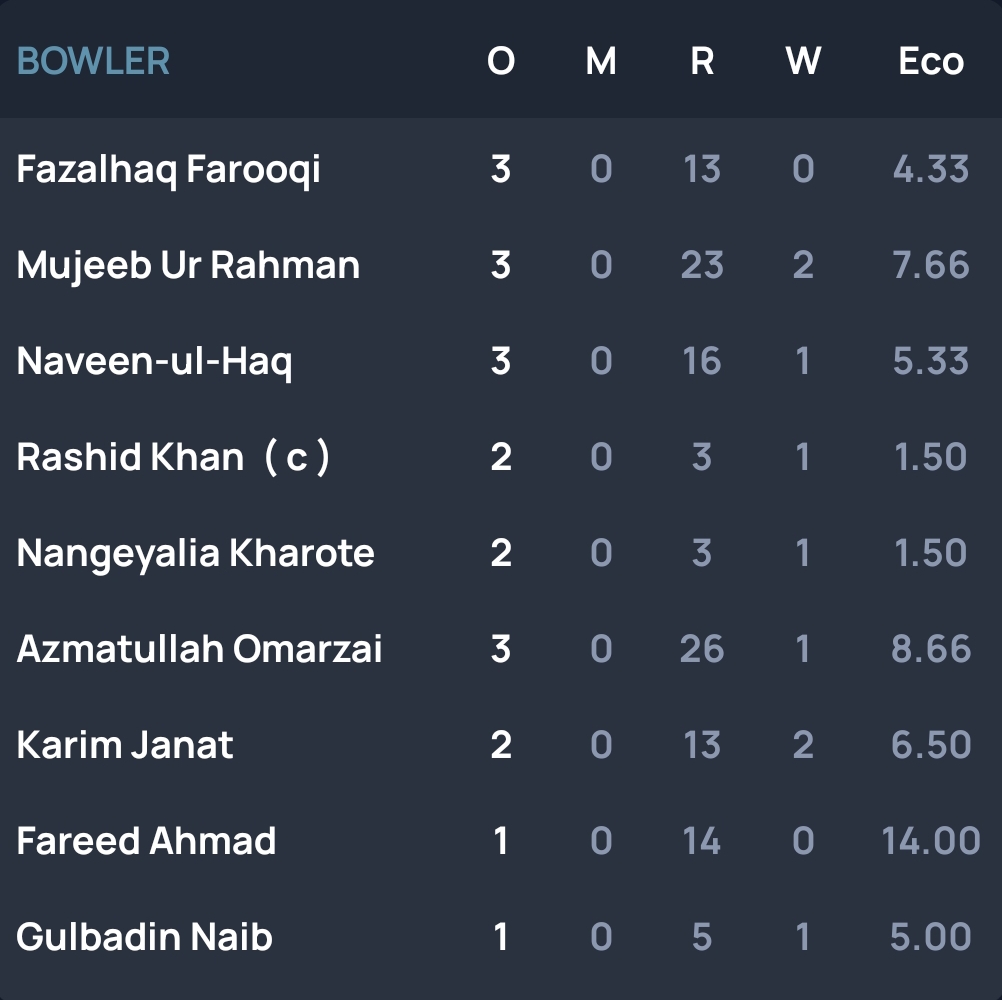 BOWLER O M R W Eco
Fazalhaq Farooqi 3 0 13 0 4.33
Mujeeb Ur Rahman 3 0 23 2 7.66
Naveen-ul-Haq 3 0 16 1 5.33
Rashid Khan ( c ) 2 0 3 1 1.50
Nangeyalia Kharote 2 0 3 1 1.50
Azmatullah Omarzai 3 0 26 1 8.66
Karim Janat 2 0 13 2 6.50
Fareed Ahmad 1 0 14 0 14.00
Gulbadin Naib 1 0 5 1 5.00